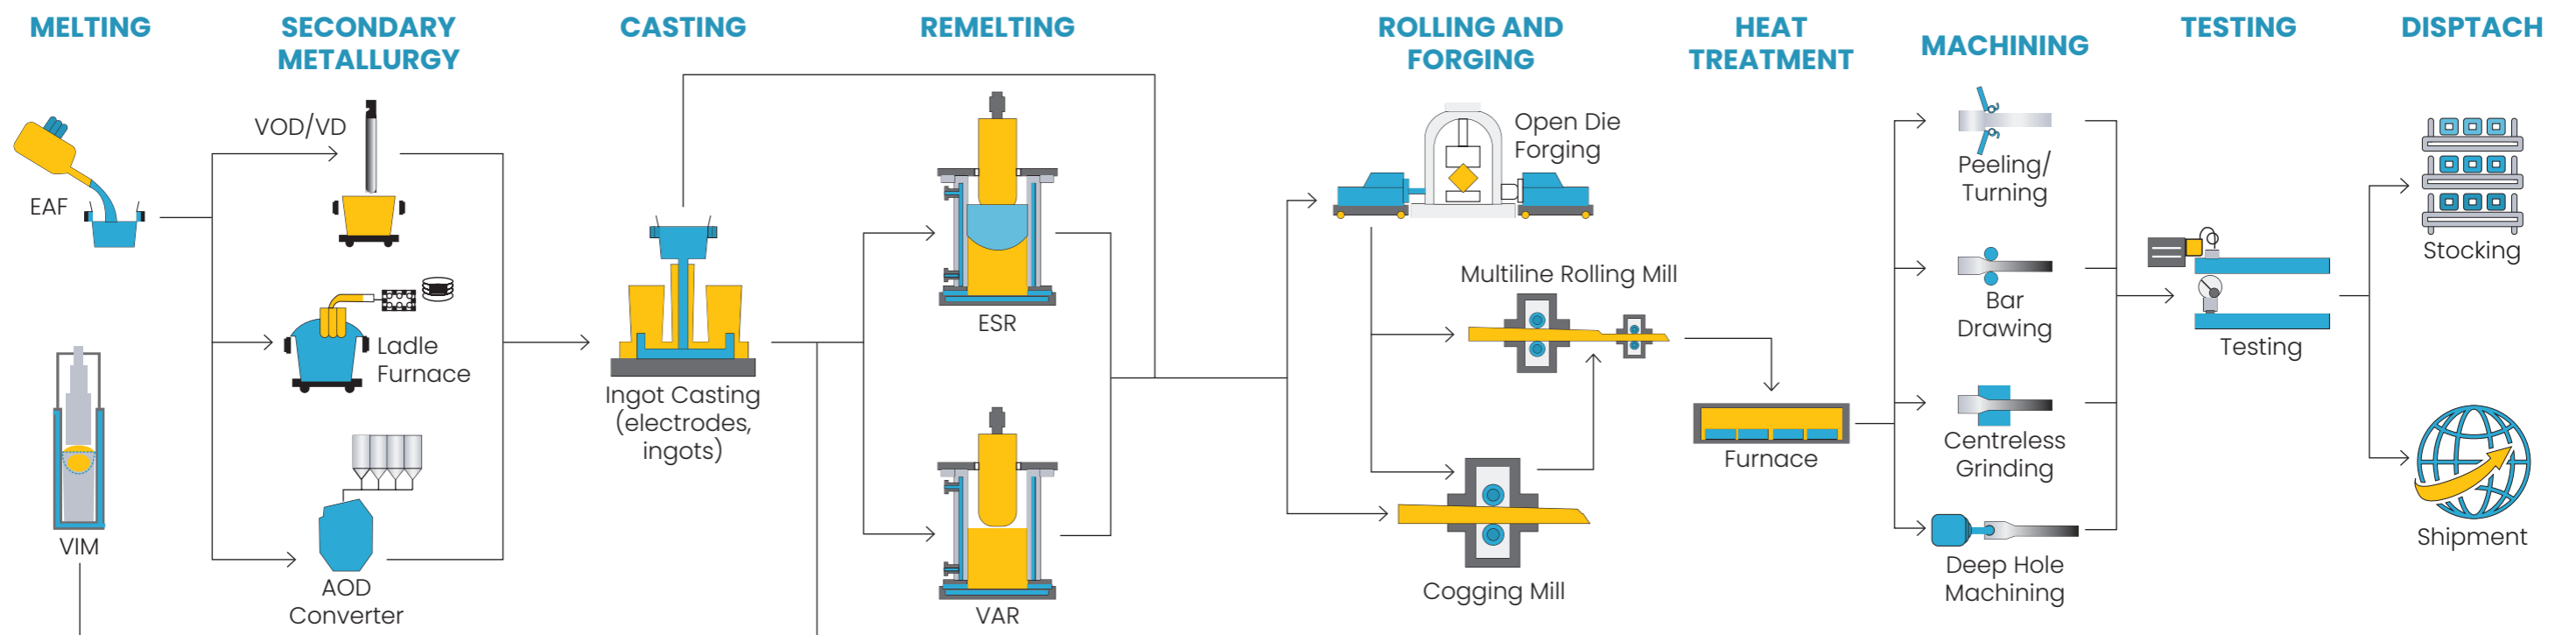 MELTING
SECONDARY
METALLURGY
CASTING
REMELTING
ROLLING AND
FORGING
HEAT
TREATMENT
MACHINING
TESTING
DISPTACH
EAF
VIM
VOD/VD
Ladle
Furnace
AOD
Converter
Ingot Casting
(electrodes,
ingots)
ESR
VAR
Open Die
Forging
Multiline Rolling Mill
Cogging Mill
Furnace
Peeling/
Turning
Bar
Drawing
Centreless
Grinding
Deep Hole
Machining
Testing
Stocking
Shipment